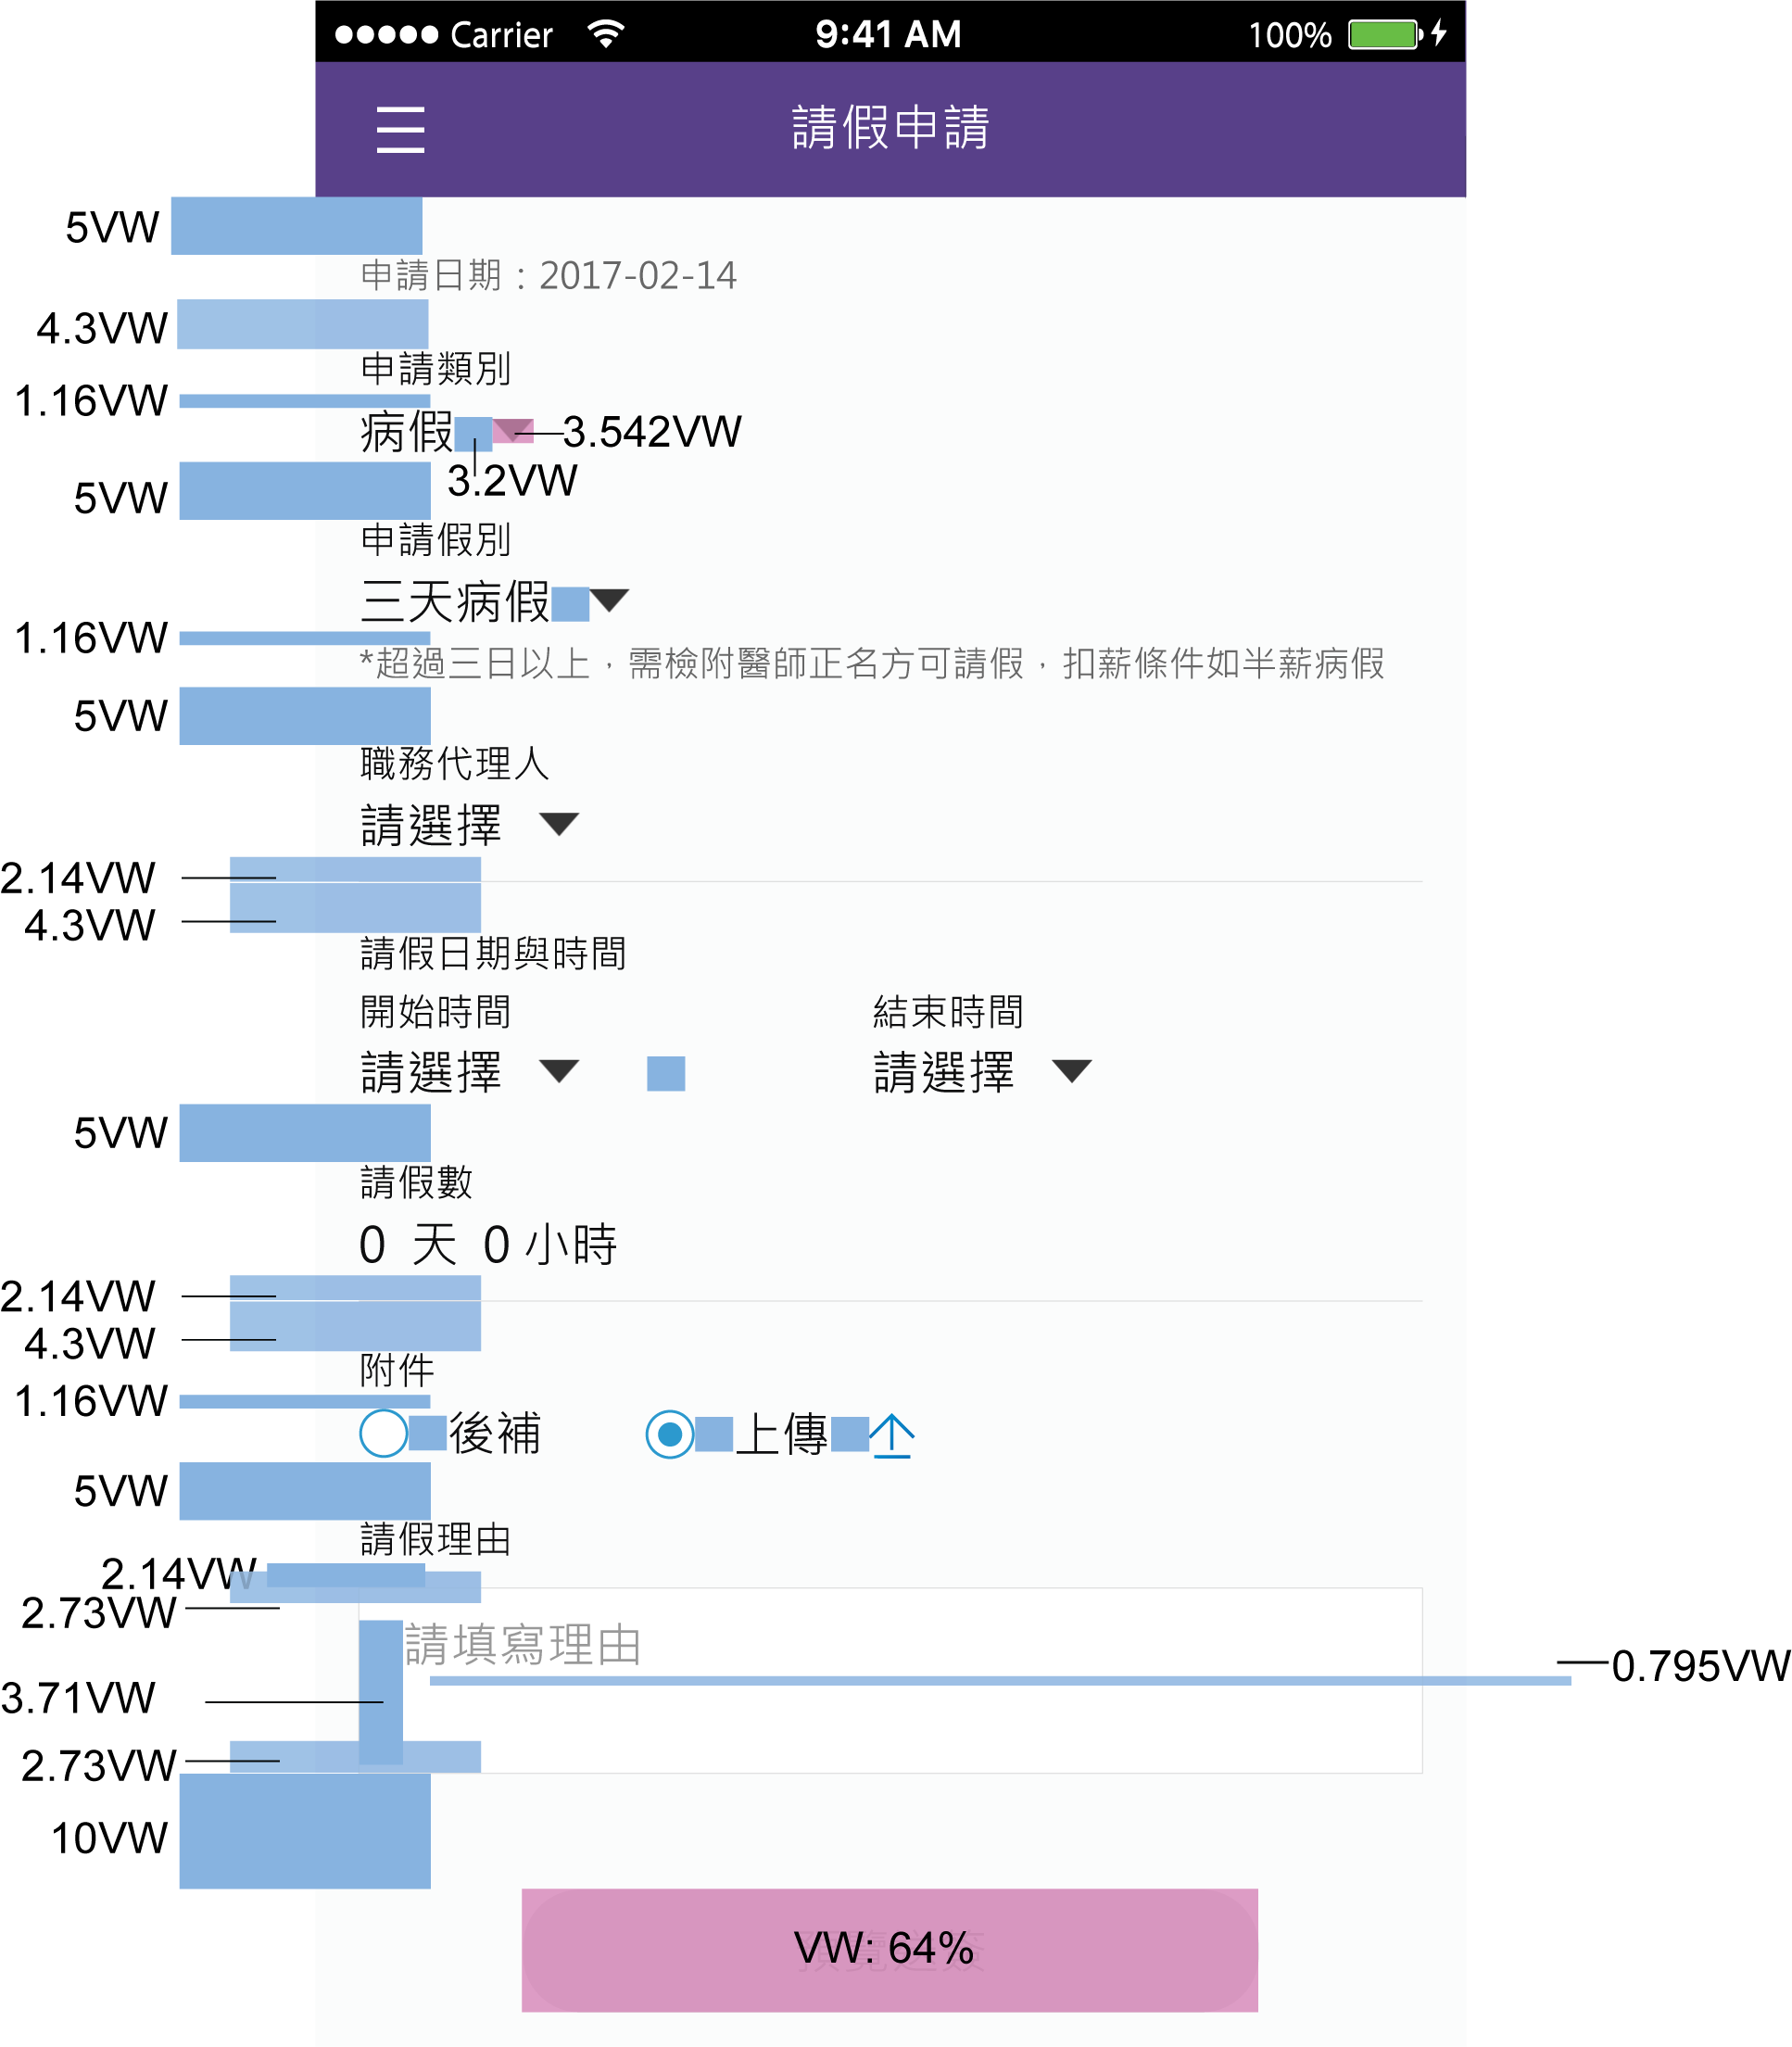 Carrier 9:41 AM 100%
請假申請
5VW
申請日期：2017-02-14
4.3VW
申請類別
1.16VW
病假 3.542VW
3.2VW
5VW
申請假別
三天病假
1.16VW
*超過三日以上，需檢附醫師正名方可請假，扣薪條件如半薪病假
5VW
職務代理人
請選擇
2.14VW
4.3VW
請假日期與時間
開始時間 結束時間
請選擇 請選擇
5VW
請假數
0 天 0 小時
2.14VW
4.3VW
附件
1.16VW
後補 上傳
5VW
請假理由
2.14VW
2.73VW
請填寫理由
0.795VW
3.71VW
2.73VW
10VW
VW: 64%